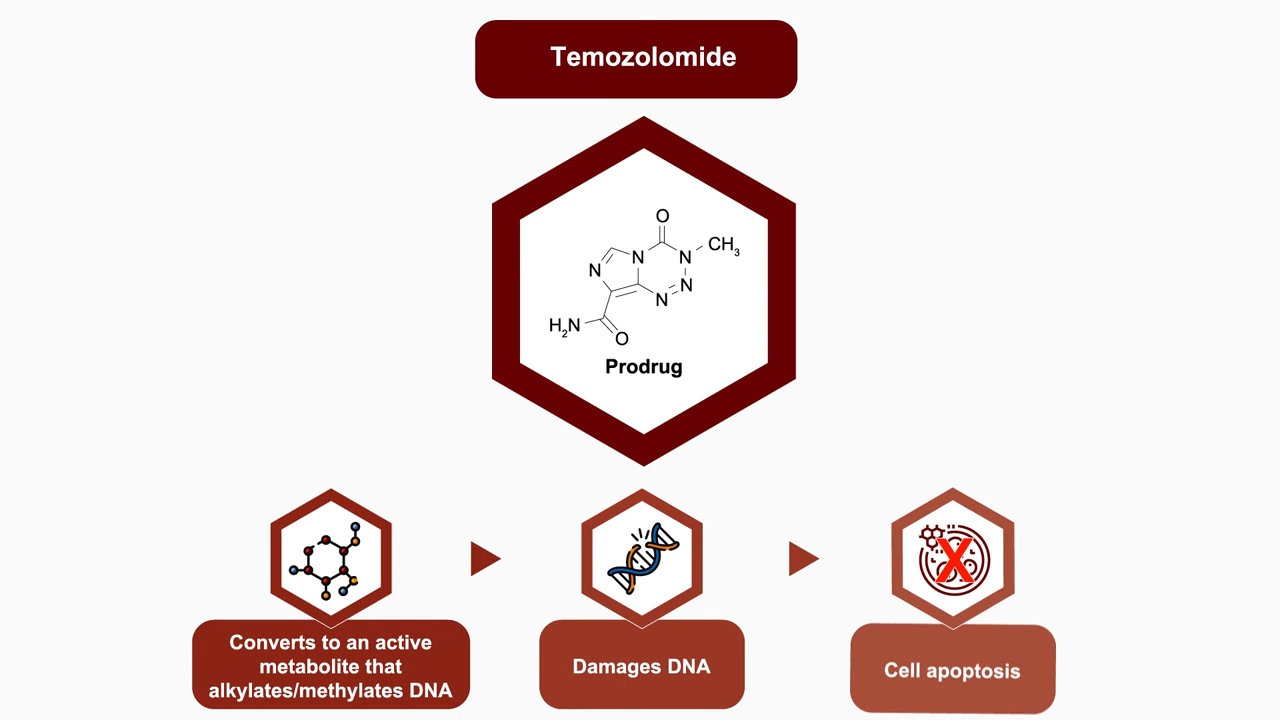 Temozolomide
O
N
N
CH3
N
N
N
H2N
O
Prodrug
X
Converts to an active
metabolite that
alkylates/methylates DNA
Damages DNA
Cell apoptosis